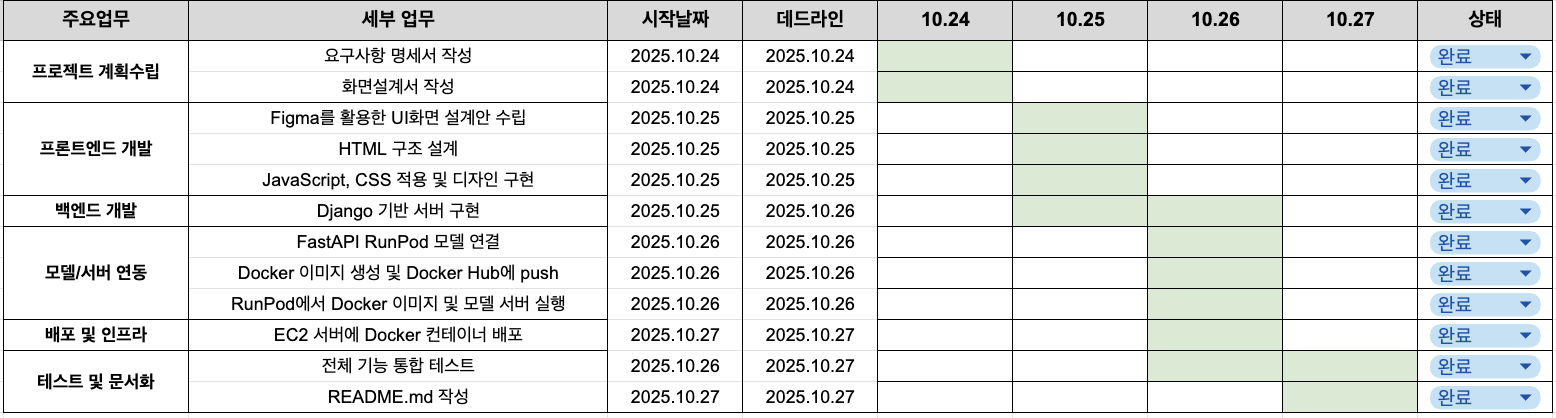 주요업무 세부 업무 시작날짜 데드라인 10.24 10.25 10.26 10.27 상태
프로젝트 계획수립 요구사항 명세서 작성 2025.10.24 2025.10.24 완료
화면설계서 작성 2025.10.24 2025.10.24 완료
프론트엔드 개발 Figma를 활용한 UI화면 설계안 수립 2025.10.25 2025.10.25 완료
HTML 구조 설계 2025.10.25 2025.10.25 완료
JavaScript, CSS 적용 및 디자인 구현 2025.10.25 2025.10.25 완료
백엔드 개발 Django 기반 서버 구현 2025.10.25 2025.10.26 완료
모델/서버 연동 FastAPI RunPod 모델 연결 2025.10.26 2025.10.26 완료
Docker 이미지 생성 및 Docker Hub에 push 2025.10.26 2025.10.26 완료
RunPod에서 Docker 이미지 및 모델 서버 실행 2025.10.26 2025.10.26 완료
배포 및 인프라 EC2 서버에 Docker 컨테이너 배포 2025.10.27 2025.10.27 완료
테스트 및 문서화 전체 기능 통합 테스트 2025.10.26 2025.10.27 완료
README.md 작성 2025.10.27 2025.10.27 완료